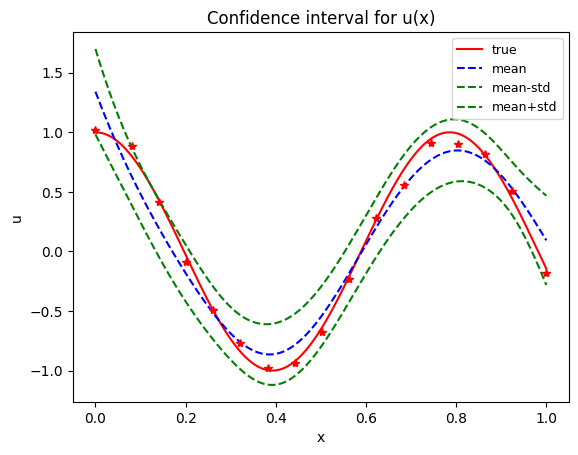 Confidence interval for u(x)
true
mean
mean-std
mean+std
u
1.5
1.0
0.5
0.0
−0.5
−1.0
0.0 0.2 0.4 0.6 0.8 1.0
x